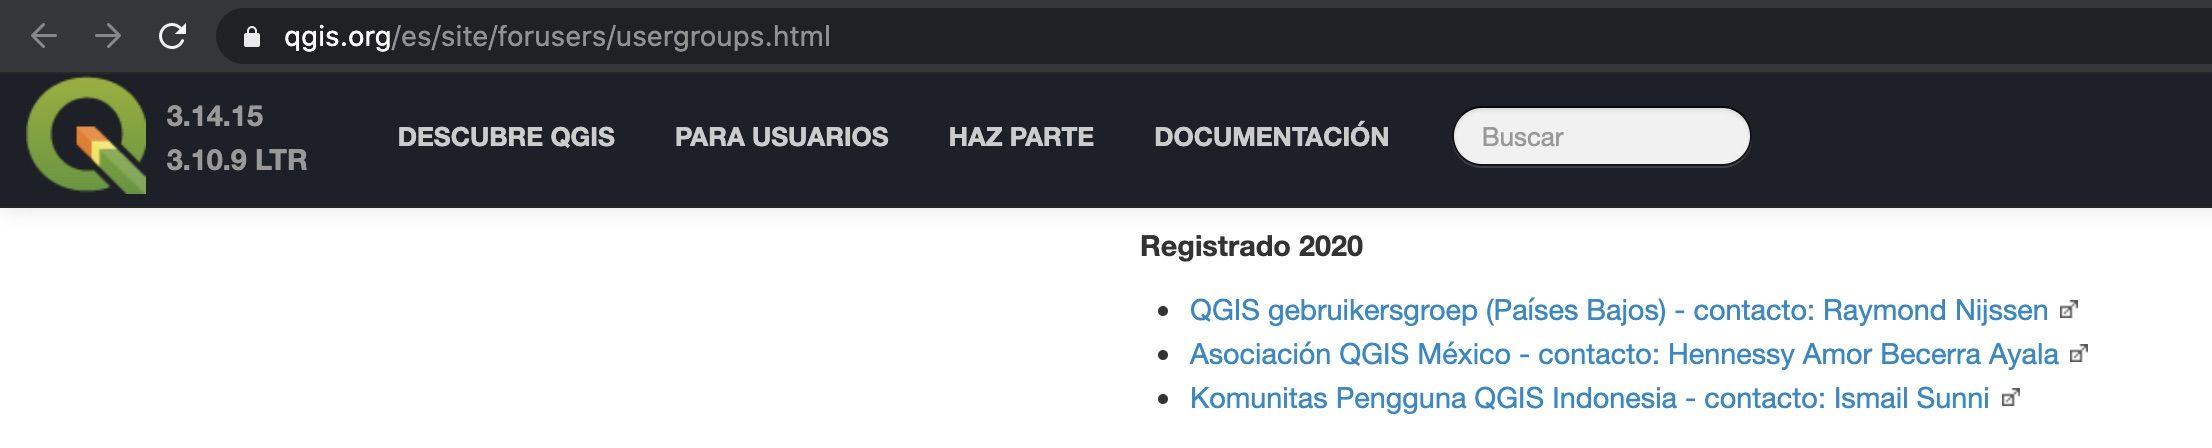 qgis.org/es/site/forusers/usergroups.html
3.14.15
3.10.9 LTR
DESCUBRE QGIS PARA USUARIOS HAZ PARTE DOCUMENTACIÓN Buscar
Registrado 2020
QGIS gebruikersgroep (Países Bajos) - contacto: Raymond Nijssen
Asociación QGIS México - contacto: Hennessy Amor Becerra Ayala
Komunitas Pengguna QGIS Indonesia - contacto: Ismail Sunni